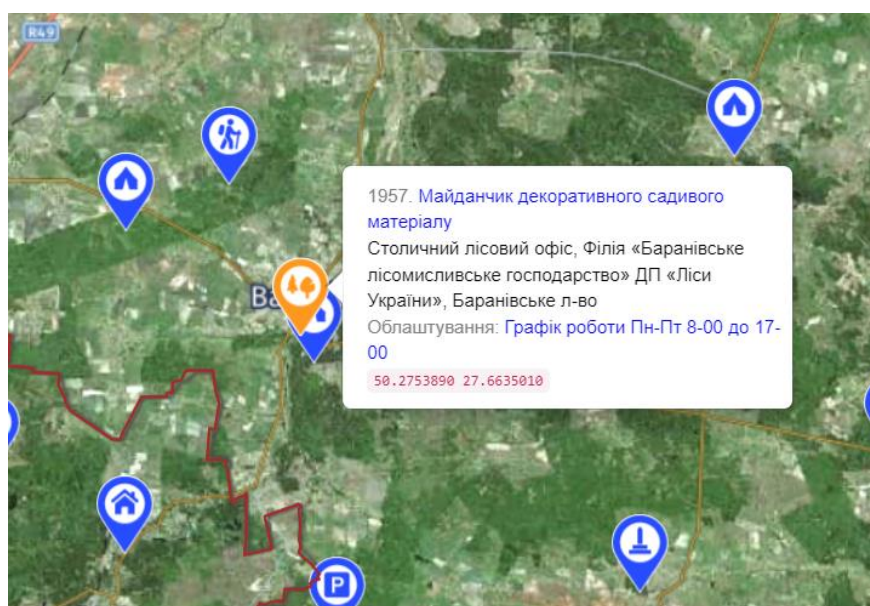 R49
1957. Майданчик декоративного садивого
матеріалу
Столичний лісовий офіс, Філія «Баранівське
лісомисливське господарство» ДП «Ліси
України», Баранівське л-во
Облаштування: Графік роботи Пн-Пт 8-00 до 17-
00
50.2753890 27.6635010
P